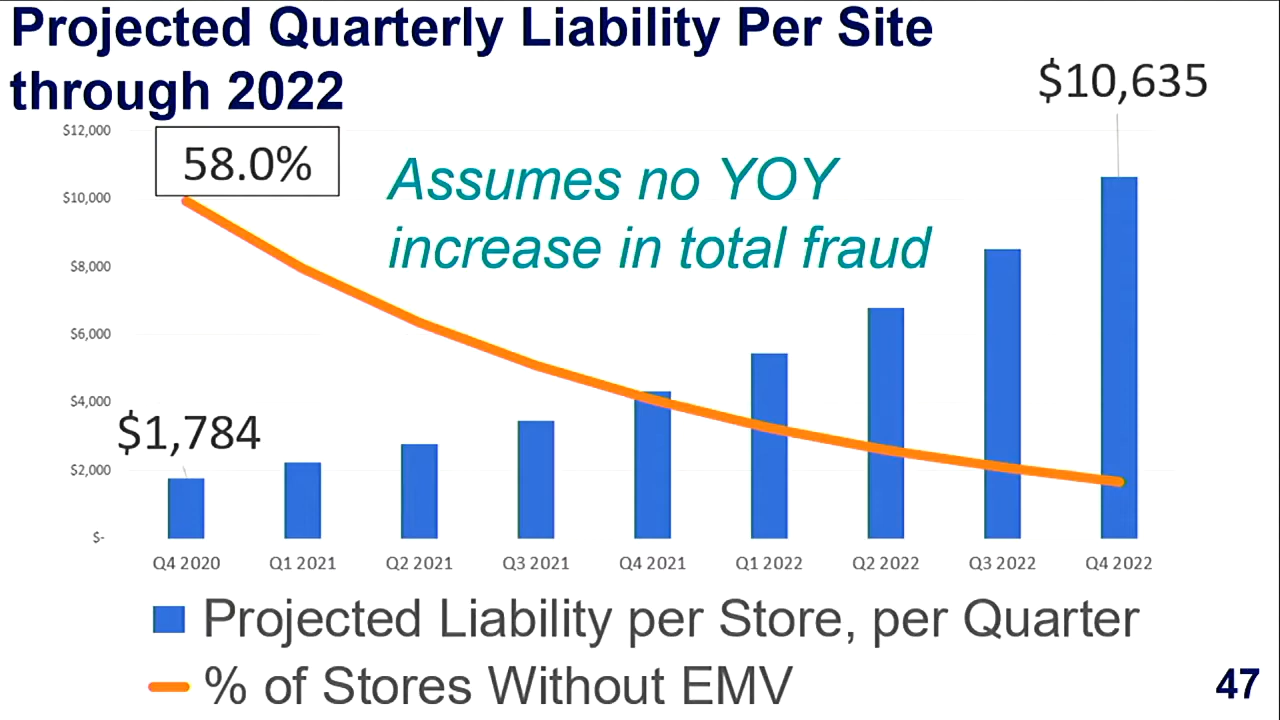 Projected Quarterly Liability Per Site
through 2022
$10,635
$12,000
58.0%
Assumes no YOY
increase in total fraud
$10,000
$8,000
$6,000
$4,000
$1,784
$2,000
$-
Q4 2020 Q1 2021 Q2 2021 Q3 2021 Q4 2021 Q1 2022 Q2 2022 Q3 2022 Q4 2022
Projected Liability per Store, per Quarter
% of Stores Without EMV
47